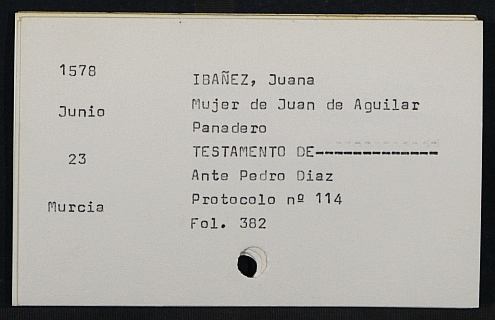 1578
Junio
23
Murcia
IBAÑEZ, Juana
Mujer de Juan de Aguilar
Panadero
TESTAMENTO DE-------------
Ante Pedro Diaz
Protocolo nº 114
Fol. 382